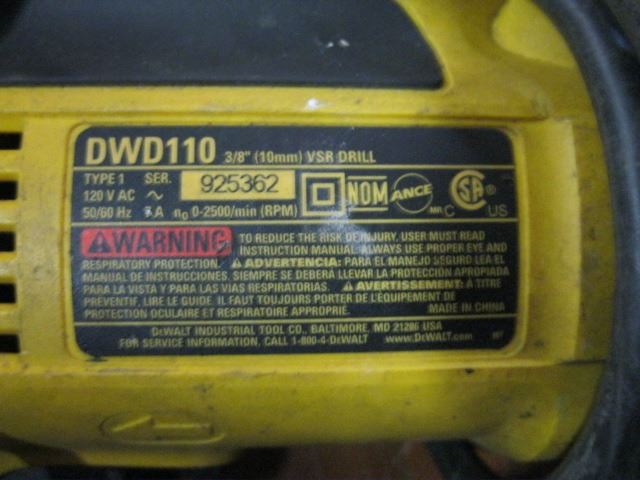 DWD110 3/8" (10mm) VSR DRILL
TYPE 1 SER. 925362
120 V AC ~ NOM ANCE SA ®
50/60 Hz 7 A n0 0-2500/min (RPM) C US
WARNING TO REDUCE THE RISK OF INJURY, USER MUST READ
INSTRUCTION MANUAL. ALWAYS USE PROPER EYE AND
RESPIRATORY PROTECTION. ADVERTENCIA: PARA EL MANEJO SEGURO LEA EL
MANUAL DE INSTRUCCIONES. SIEMPRE SE DEBERÁ LLEVAR LA PROTECCIÓN APROPIADA
PARA LA VISTA Y PARA LAS VIAS RESPIRATORIAS. AVERTISSEMENT: À TITRE
PRÉVENTIF, LIRE LE GUIDE. IL FAUT TOUJOURS PORTER DE L'ÉQUIPEMENT DE
PROTECTION OCULAIRE ET RESPIRATOIRE APPROPRIÉ. MADE IN CHINA
DEWALT INDUSTRIAL TOOL CO., BALTIMORE, MD 21286 USA
FOR SERVICE INFORMATION, CALL 1-800-4-DEWALT www.DEWALT.com